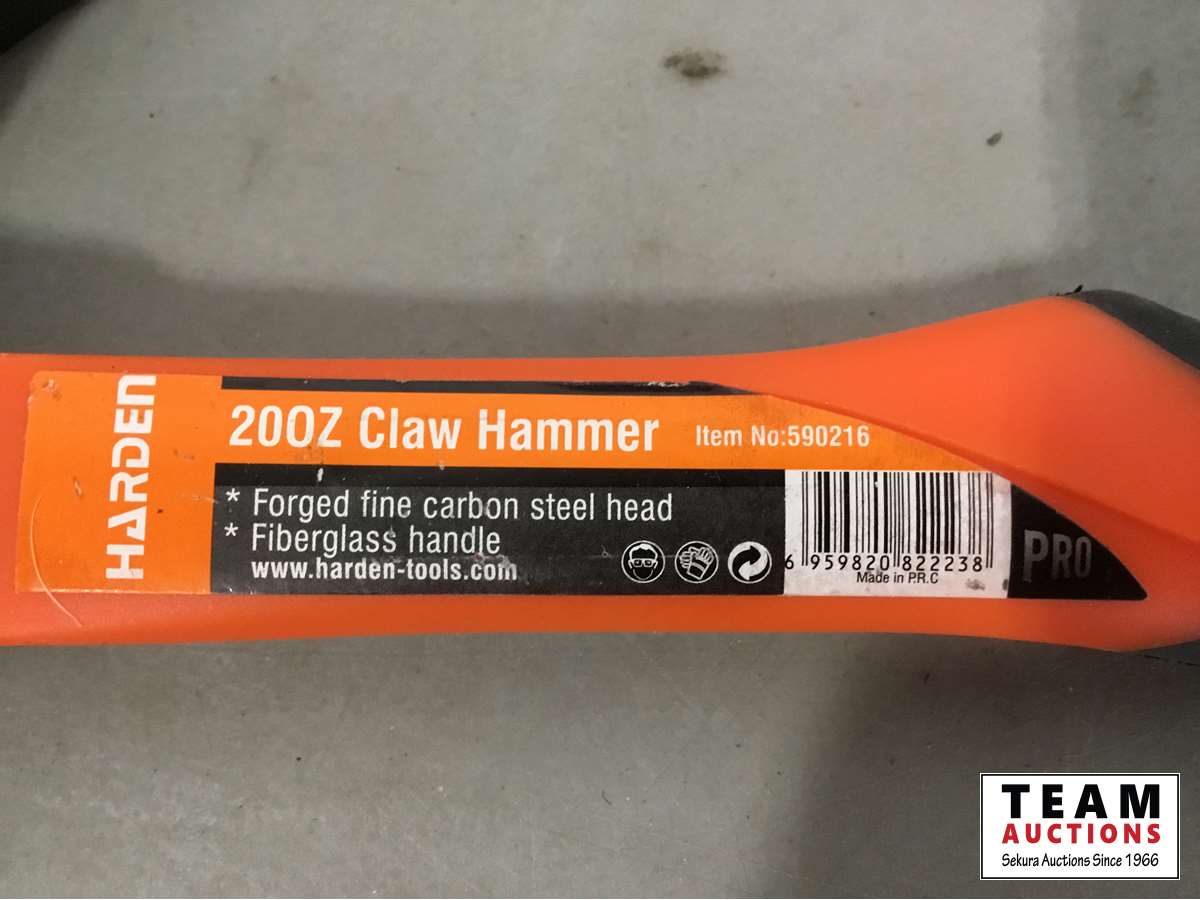 HARDEN
20OZ Claw Hammer
Item No:590216
* Forged fine carbon steel head
* Fiberglass handle
www.harden-tools.com
6 959820 822238
Made in P.R.C
PRO
TEAM
AUCTIONS
Sekura Auctions Since 1966